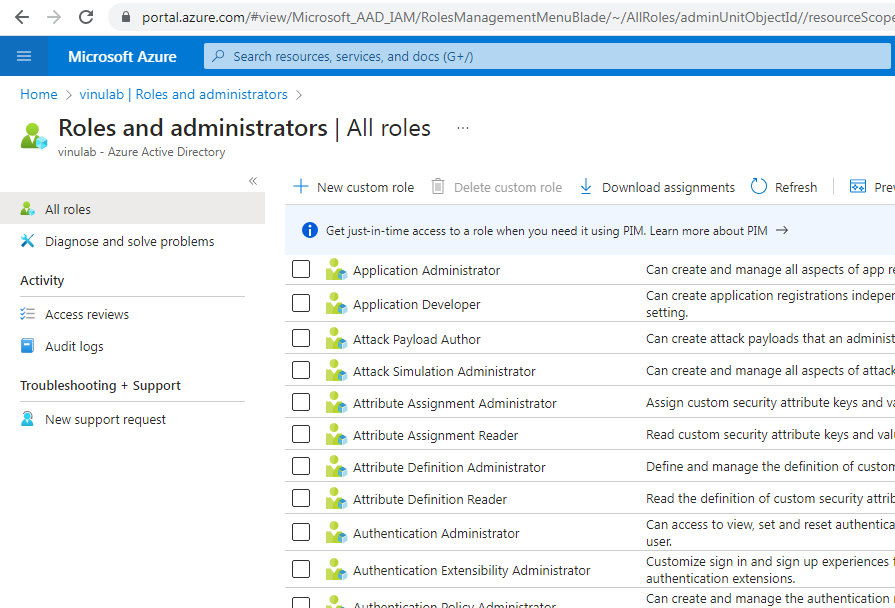 portal.azure.com/#view/Microsoft_AAD_IAM/RolesManagementMenuBlade/~/AllRoles/adminUnitObjectId//resourceScope
Microsoft Azure
Search resources, services, and docs (G+/)
Home > vinulab | Roles and administrators >
Roles and administrators | All roles ...
vinulab - Azure Active Directory
«
All roles
Diagnose and solve problems
Activity
Access reviews
Audit logs
Troubleshooting + Support
New support request
+ New custom role Delete custom role Download assignments Refresh Prev
Get just-in-time access to a role when you need it using PIM. Learn more about PIM →
Application Administrator Can create and manage all aspects of app re
Application Developer Can create application registrations indepen
setting.
Attack Payload Author Can create attack payloads that an administ
Attack Simulation Administrator Can create and manage all aspects of attack
Attribute Assignment Administrator Assign custom security attribute keys and va
Attribute Assignment Reader Read custom security attribute keys and valu
Attribute Definition Administrator Define and manage the definition of custom
Attribute Definition Reader Read the definition of custom security attrib
Authentication Administrator Can access to view, set and reset authentica
user.
Authentication Extensibility Administrator Customize sign in and sign up experiences f
authentication extensions.
Authentication Policy Administrator Can create and manage the authentication